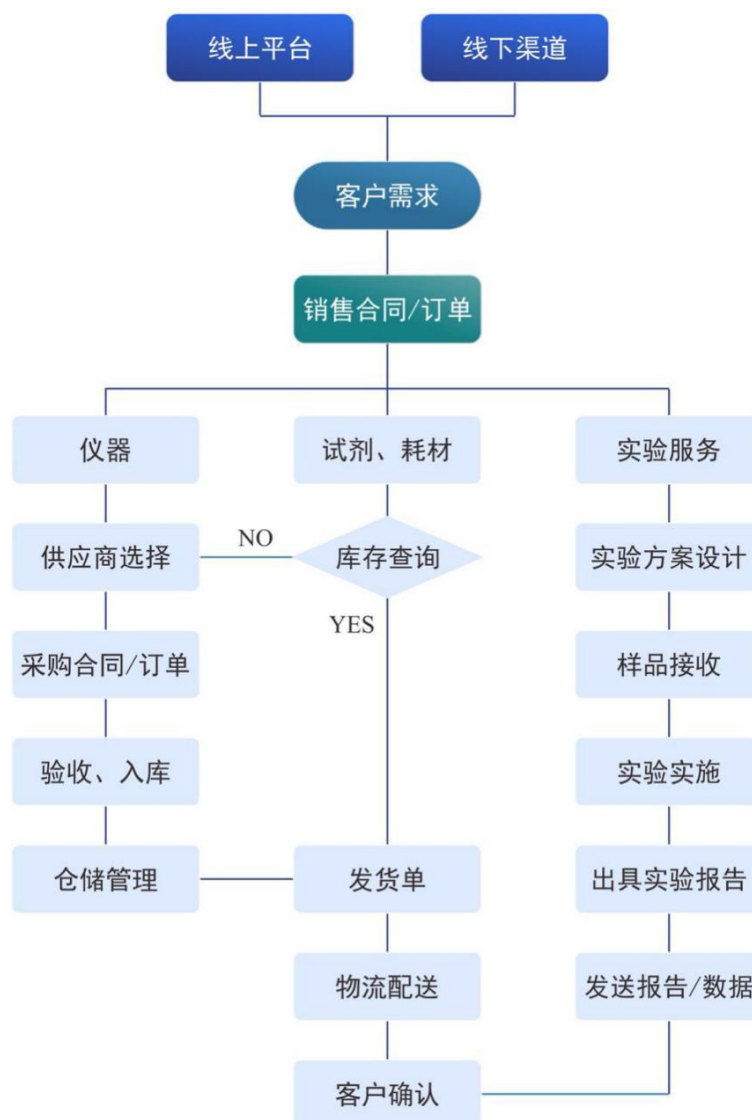 线上平台
线下渠道
客户需求
销售合同/订单
仪器
试剂、耗材
实验服务
供应商选择
NO
库存查询
实验方案设计
YES
采购合同/订单
样品接收
验收、入库
实验实施
仓储管理
发货单
出具实验报告
物流配送
发送报告/数据
客户确认